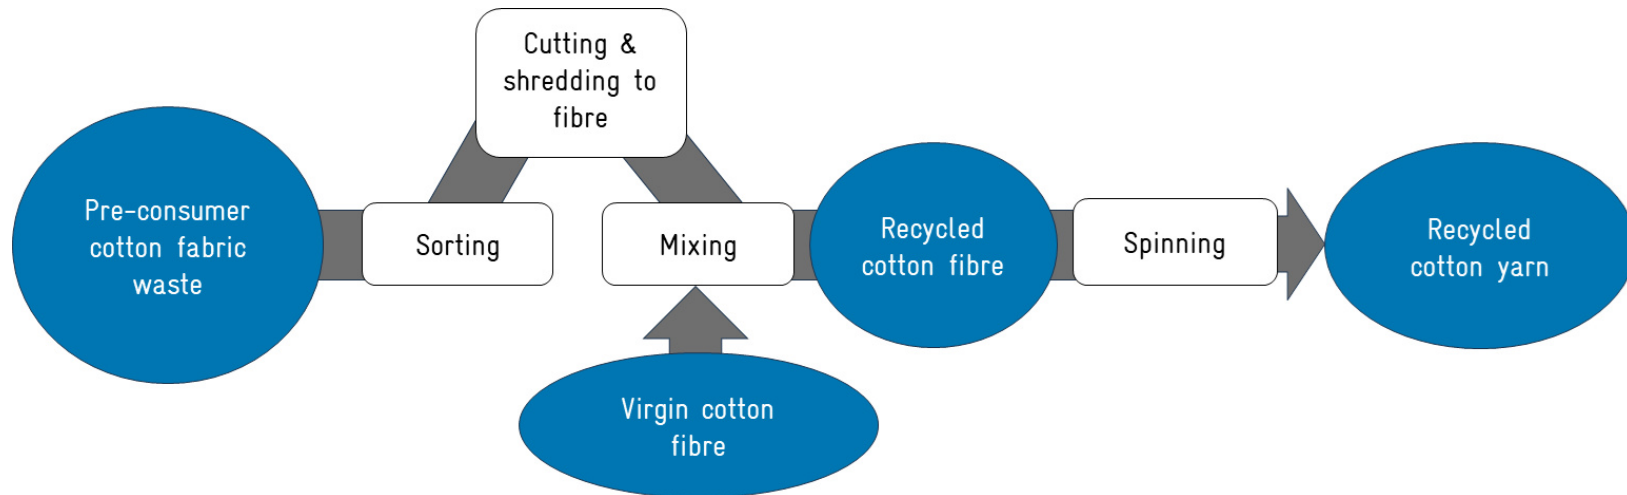 Cutting &
shredding to
fibre
Pre-consumer
cotton fabric
waste
Sorting
Mixing
Recycled
cotton fibre
Spinning
Recycled
cotton yarn
Virgin cotton
fibre